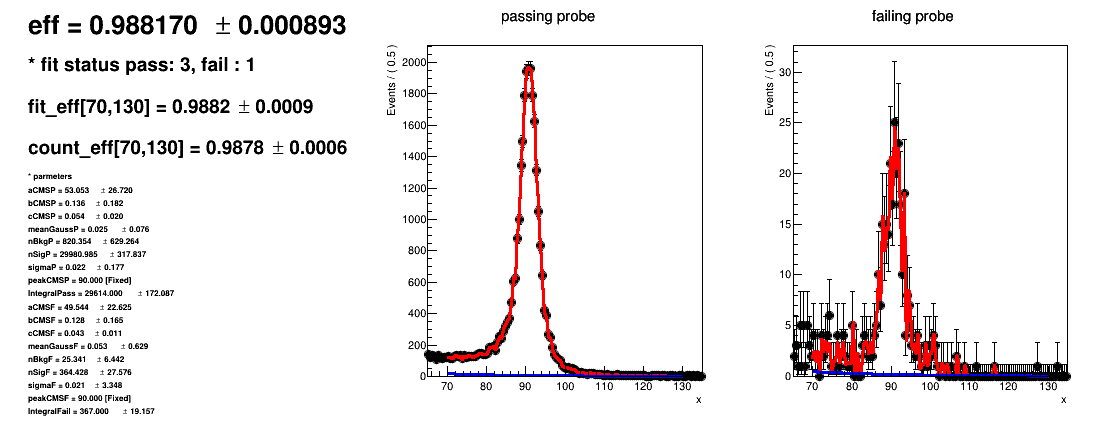 eff = 0.988170 ± 0.000893
* fit status pass: 3, fail : 1
fit_eff[70,130] = 0.9882 ± 0.0009
count_eff[70,130] = 0.9878 ± 0.0006
* parmeters
aCMSP = 53.053 ± 26.720
bCMSP = 0.136 ± 0.182
cCMSP = 0.054 ± 0.020
meanGaussP = 0.025 ± 0.076
nBkgP = 820.354 ± 629.264
nSigP = 29980.985 ± 317.837
sigmaP = 0.022 ± 0.177
peakCMSP = 90.000 [Fixed]
IntegralPass = 29614.000 ± 172.087
aCMSF = 49.544 ± 22.625
bCMSF = 0.128 ± 0.165
cCMSF = 0.043 ± 0.011
meanGaussF = 0.053 ± 0.629
nBkgF = 25.341 ± 6.442
nSigF = 364.428 ± 27.576
sigmaF = 0.021 ± 3.348
peakCMSF = 90.000 [Fixed]
IntegralFail = 367.000 ± 19.157
passing probe
Events / ( 0.5 )
2000
1800
1600
1400
1200
1000
800
600
400
200
0
70 80 90 100 110 120 130
x
failing probe
Events / ( 0.5 )
30
25
20
15
10
5
0
70 80 90 100 110 120 130
x